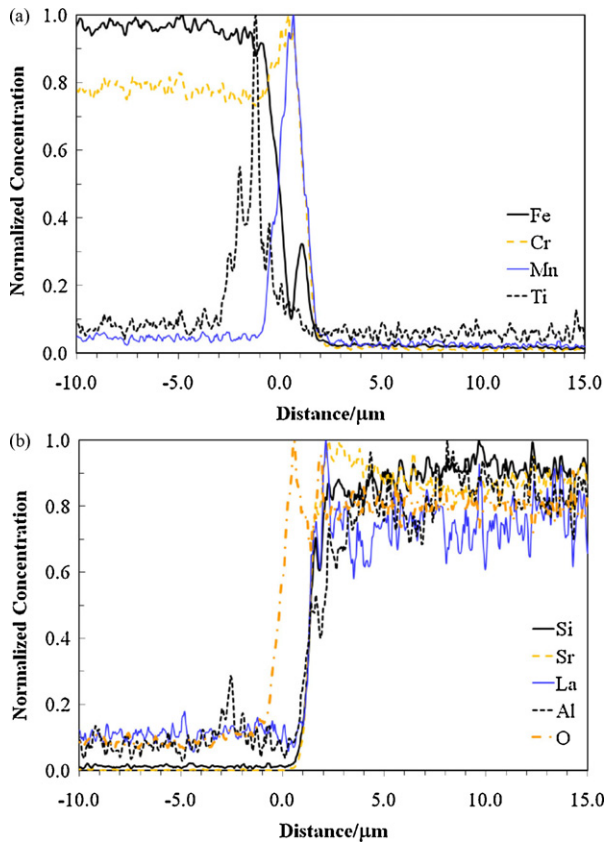 (a)
1.0
0.8
0.6
0.4
0.2
0.0
Normalized Concentration
Fe
Cr
Mn
Ti
-10.0 -5.0 0.0 5.0 10.0 15.0
Distance/μm
(b)
1.0
0.8
0.6
0.4
0.2
0.0
Normalized Concentration
Si
Sr
La
Al
O
-10.0 -5.0 0.0 5.0 10.0 15.0
Distance/μm